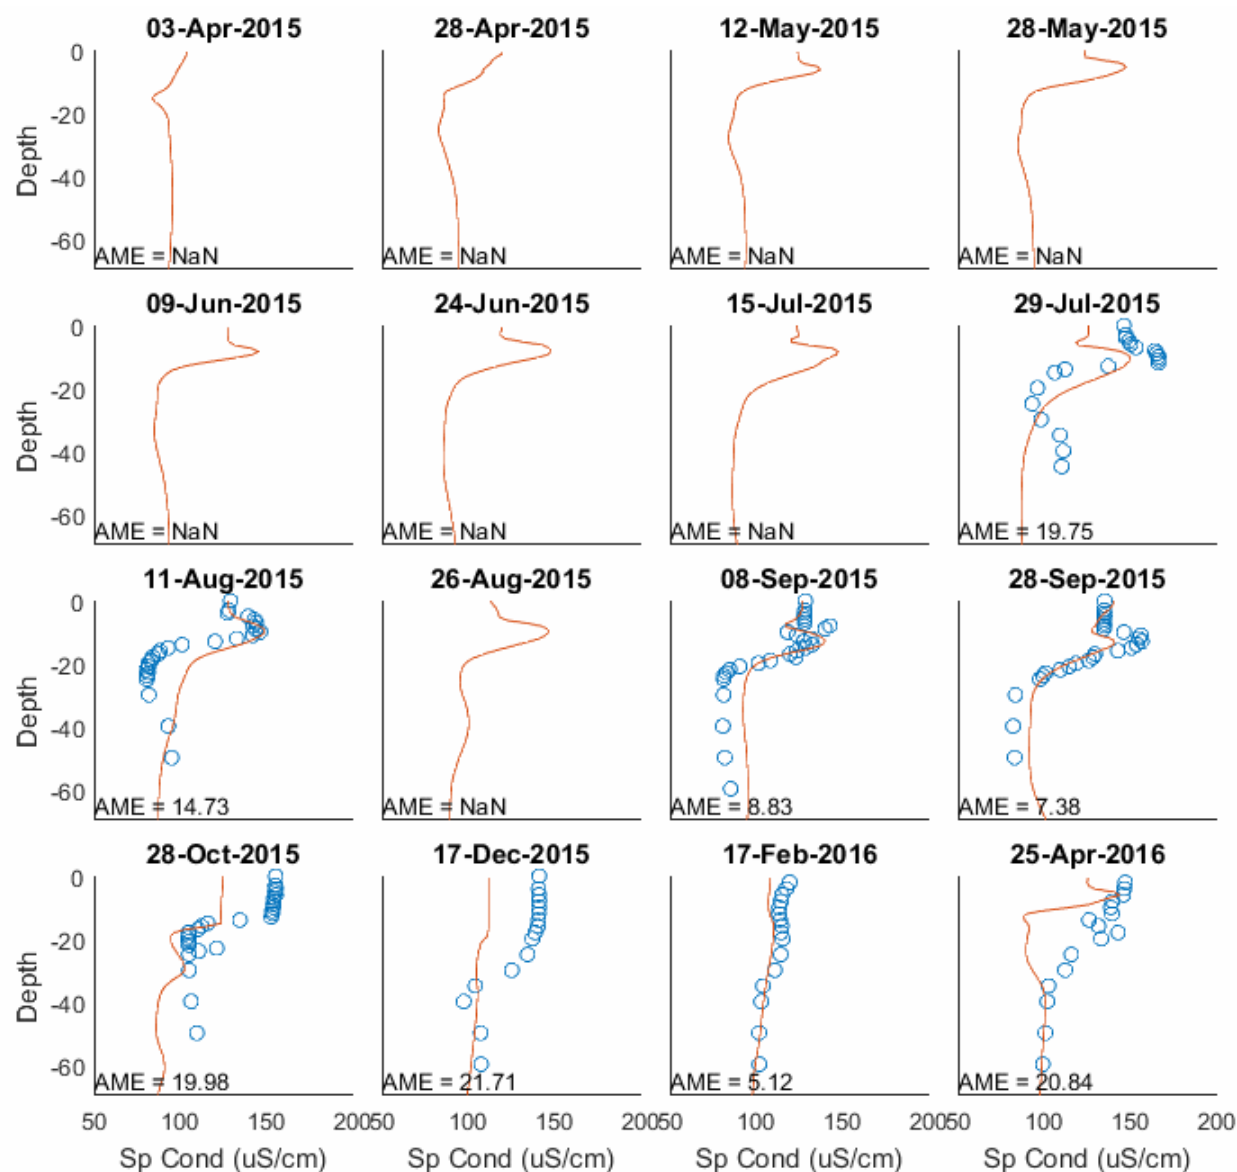 03-Apr-2015 28-Apr-2015 12-May-2015 28-May-2015
0
-20
-40
-60
Depth
AME = NaN AME = NaN AME = NaN AME = NaN
09-Jun-2015 24-Jun-2015 15-Jul-2015 29-Jul-2015
0
-20
-40
-60
Depth
AME = NaN AME = NaN AME = NaN AME = 19.75
11-Aug-2015 26-Aug-2015 08-Sep-2015 28-Sep-2015
0
-20
-40
-60
Depth
AME = 14.73 AME = NaN AME = 8.83 AME = 7.38
28-Oct-2015 17-Dec-2015 17-Feb-2016 25-Apr-2016
0
-20
-40
-60
Depth
AME = 19.98 AME = 21.71 AME = 5.12 AME = 20.84
50 100 150 20050 100 150 20050 100 150 20050 100 150 200
Sp Cond (uS/cm) Sp Cond (uS/cm) Sp Cond (uS/cm) Sp Cond (uS/cm)